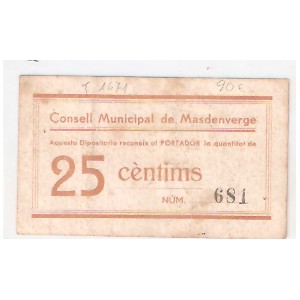 T 1671 90 €
Consell Municipal de Masdenverge
Aquesta Dipositaria reconeix al PORTADOR la quantitat de
25 cèntims
NÚM. 681